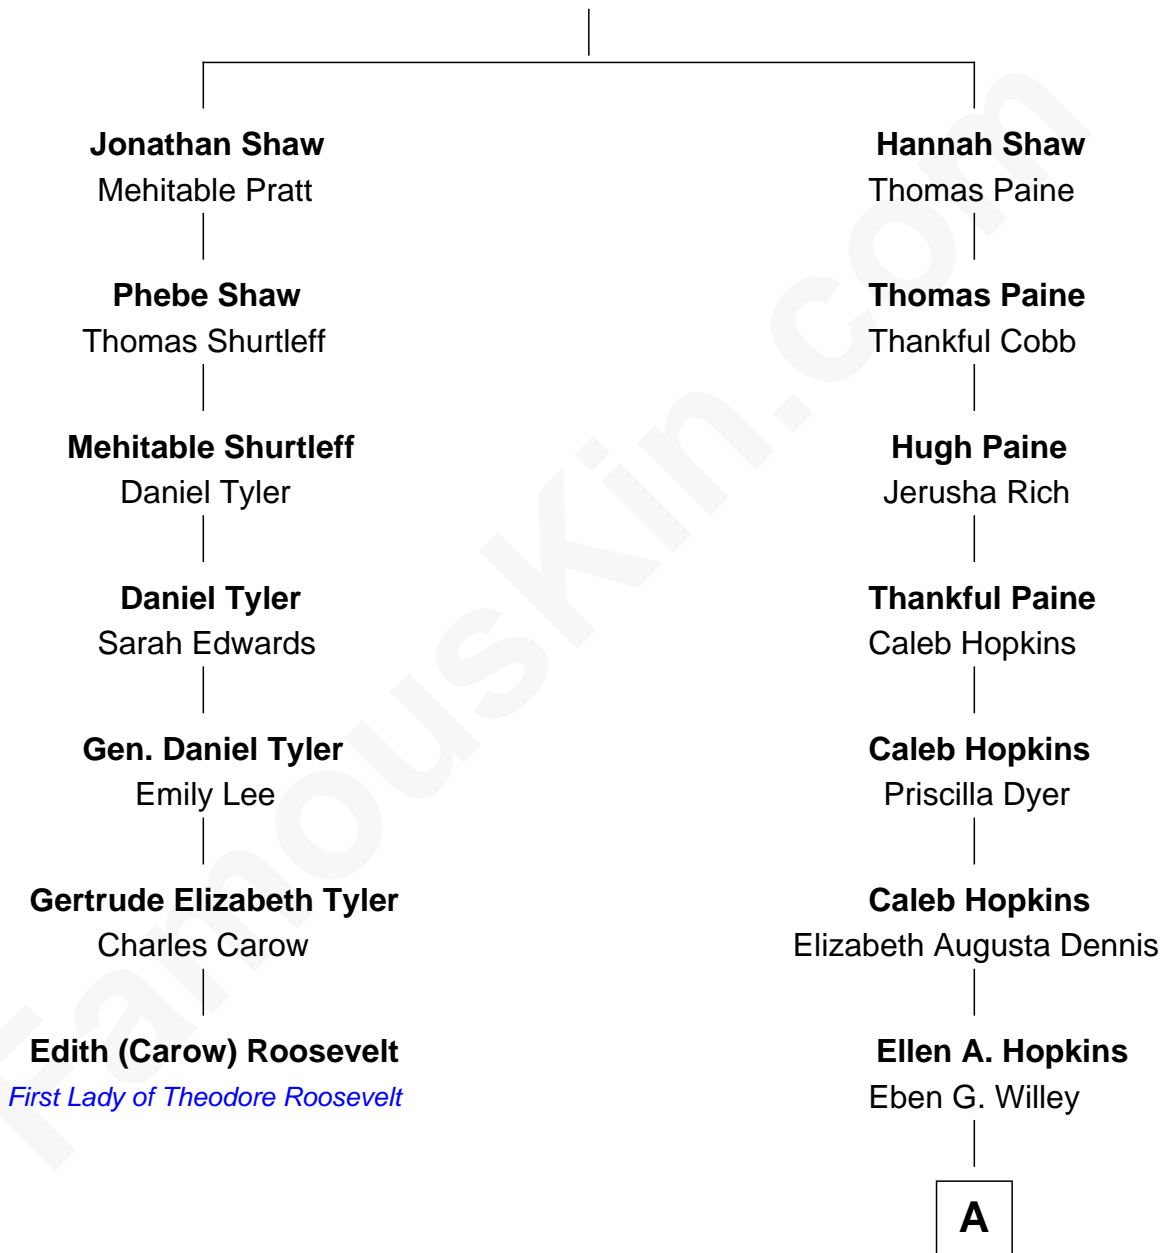 Jonathan Shaw
Mehitable Pratt
Phebe Shaw
Thomas Shurtleff
Mehitable Shurtleff
Daniel Tyler
Daniel Tyler
Sarah Edwards
Gen. Daniel Tyler
Emily Lee
Gertrude Elizabeth Tyler
Charles Carow
Edith (Carow) Roosevelt
First Lady of Theodore Roosevelt
Hannah Shaw
Thomas Paine
Thomas Paine
Thankful Cobb
Hugh Paine
Jerusha Rich
Thankful Paine
Caleb Hopkins
Caleb Hopkins
Priscilla Dyer
Caleb Hopkins
Elizabeth Augusta Dennis
Ellen A. Hopkins
Eben G. Willey
A
FamousKin.com